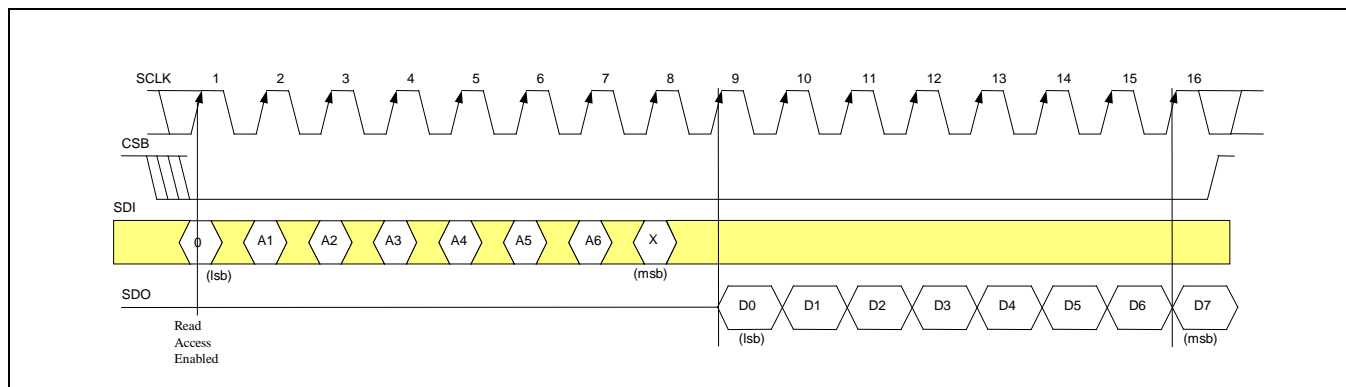 SCLK 1 2 3 4 5 6 7 8 9 10 11 12 13 14 15 16
CSB
SDI
0 A1 A2 A3 A4 A5 A6 X
(lsb) (msb)
SDO D0 D1 D2 D3 D4 D5 D6 D7
(lsb) (msb)
Read
Access
Enabled